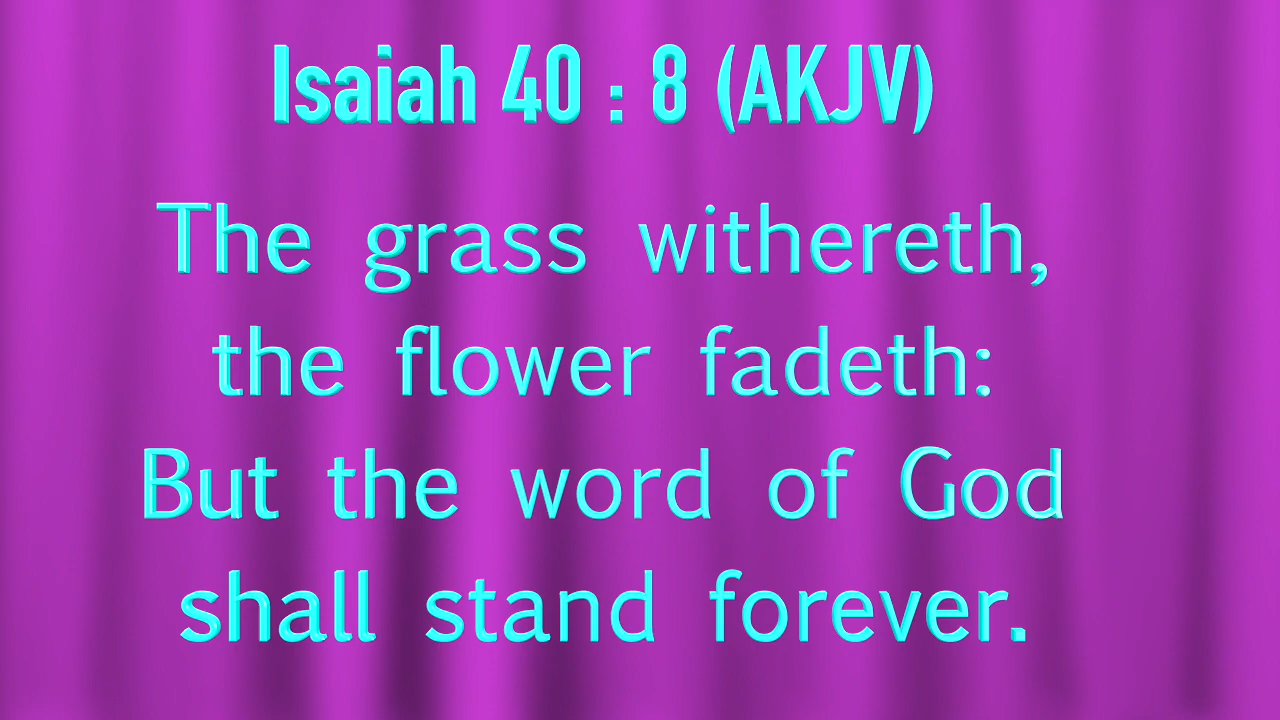 Isaiah 40 : 8 (AKJV)
The grass withereth,
the flower fadeth:
But the word of God
shall stand forever.